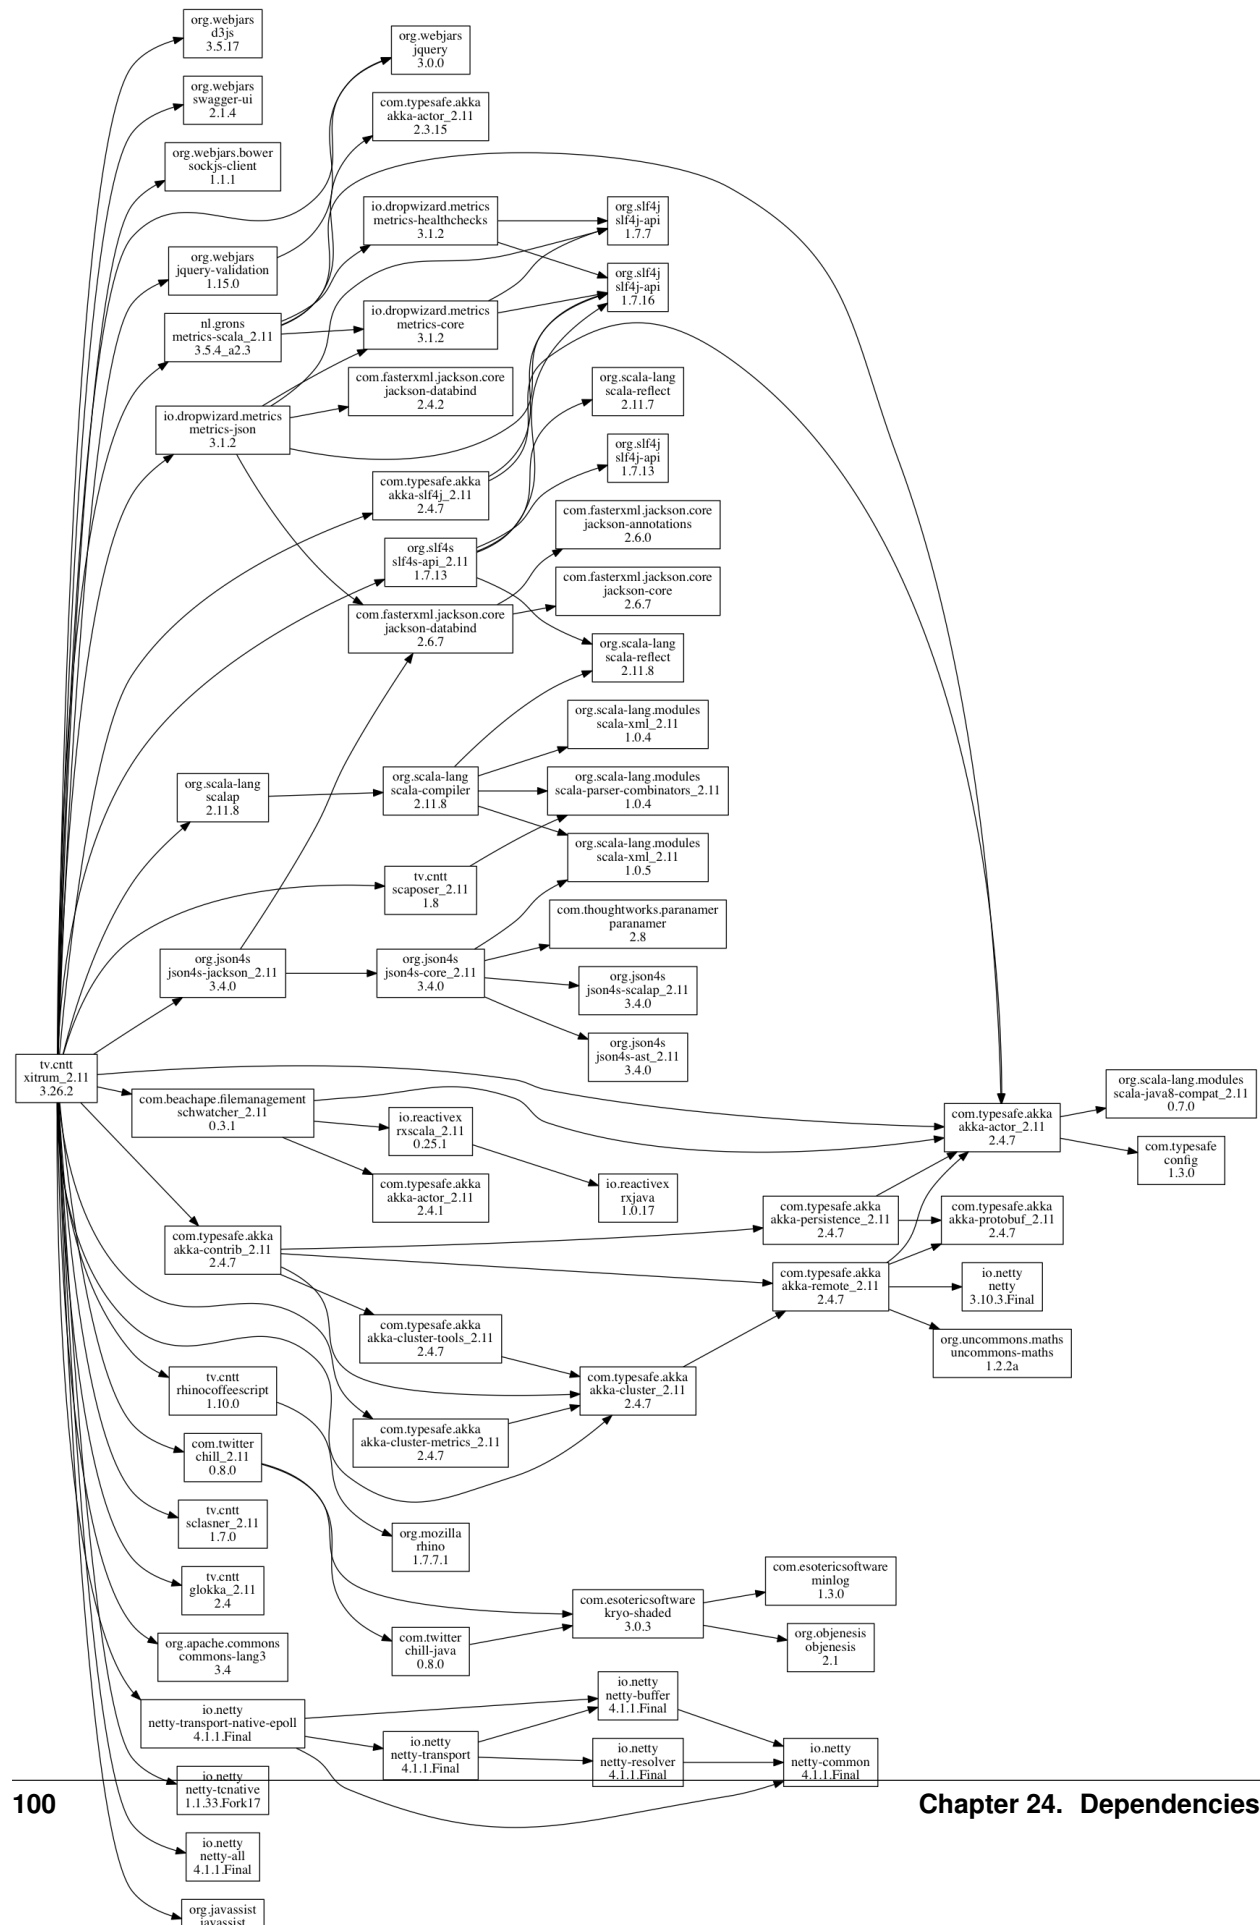 org.webjars
d3js
3.5.17
org.webjars
jquery
3.0.0
org.webjars
swagger-ui
2.1.4
com.typesafe.akka
akka-actor_2.11
2.3.15
org.webjars.bower
sockjs-client
1.1.1
io.dropwizard.metrics
metrics-healthchecks
3.1.2
org.slf4j
slf4j-api
1.7.7
org.webjars
jquery-validation
1.15.0
org.slf4j
slf4j-api
1.7.16
nl.grons
metrics-scala_2.11
3.5.4_a2.3
io.dropwizard.metrics
metrics-core
3.1.2
com.fasterxml.jackson.core
jackson-databind
2.4.2
org.scala-lang
scala-reflect
2.11.7
io.dropwizard.metrics
metrics-json
3.1.2
org.slf4j
slf4j-api
1.7.13
com.typesafe.akka
akka-slf4j_2.11
2.4.7
com.fasterxml.jackson.core
jackson-annotations
2.6.0
org.slf4s
slf4s-api_2.11
1.7.13
com.fasterxml.jackson.core
jackson-core
2.6.7
com.fasterxml.jackson.core
jackson-databind
2.6.7
org.scala-lang
scala-reflect
2.11.8
org.scala-lang.modules
scala-xml_2.11
1.0.4
org.scala-lang
scalap
2.11.8
org.scala-lang
scala-compiler
2.11.8
org.scala-lang.modules
scala-parser-combinators_2.11
1.0.4
org.scala-lang.modules
scala-xml_2.11
1.0.5
tv.cntt
scaposer_2.11
1.8
com.thoughtworks.paranamer
paranamer
2.8
org.json4s
json4s-jackson_2.11
3.4.0
org.json4s
json4s-core_2.11
3.4.0
org.json4s
json4s-scalap_2.11
3.4.0
org.json4s
json4s-ast_2.11
3.4.0
tv.cntt
xitrum_2.11
3.26.2
com.beachape.filemanagement
schwatcher_2.11
0.3.1
io.reactivex
rxscala_2.11
0.25.1
com.typesafe.akka
akka-actor_2.11
2.4.7
org.scala-lang.modules
scala-java8-compat_2.11
0.7.0
com.typesafe
config
1.3.0
com.typesafe.akka
akka-actor_2.11
2.4.1
io.reactivex
rxjava
1.0.17
com.typesafe.akka
akka-persistence_2.11
2.4.7
com.typesafe.akka
akka-protobuf_2.11
2.4.7
com.typesafe.akka
akka-contrib_2.11
2.4.7
com.typesafe.akka
akka-remote_2.11
2.4.7
io.netty
netty
3.10.3.Final
com.typesafe.akka
akka-cluster-tools_2.11
2.4.7
org.uncommons.maths
uncommons-maths
1.2.2a
tv.cntt
rhinocoffeescript
1.10.0
com.typesafe.akka
akka-cluster_2.11
2.4.7
com.typesafe.akka
akka-cluster-metrics_2.11
2.4.7
com.twitter
chill_2.11
0.8.0
tv.cntt
sclasner_2.11
1.7.0
org.mozilla
rhino
1.7.7.1
tv.cntt
glokka_2.11
2.4
com.esotericsoftware
kryo-shaded
3.0.3
com.esotericsoftware
minlog
1.3.0
org.apache.commons
commons-lang3
3.4
com.twitter
chill-java
0.8.0
org.objenesis
objenesis
2.1
io.netty
netty-transport-native-epoll
4.1.1.Final
io.netty
netty-buffer
4.1.1.Final
io.netty
netty-transport
4.1.1.Final
io.netty
netty-resolver
4.1.1.Final
io.netty
netty-common
4.1.1.Final
io.netty
netty-tcnative
1.1.33.Fork17
100
Chapter 24. Dependencies
io.netty
netty-all
4.1.1.Final
org.javassist
javassist